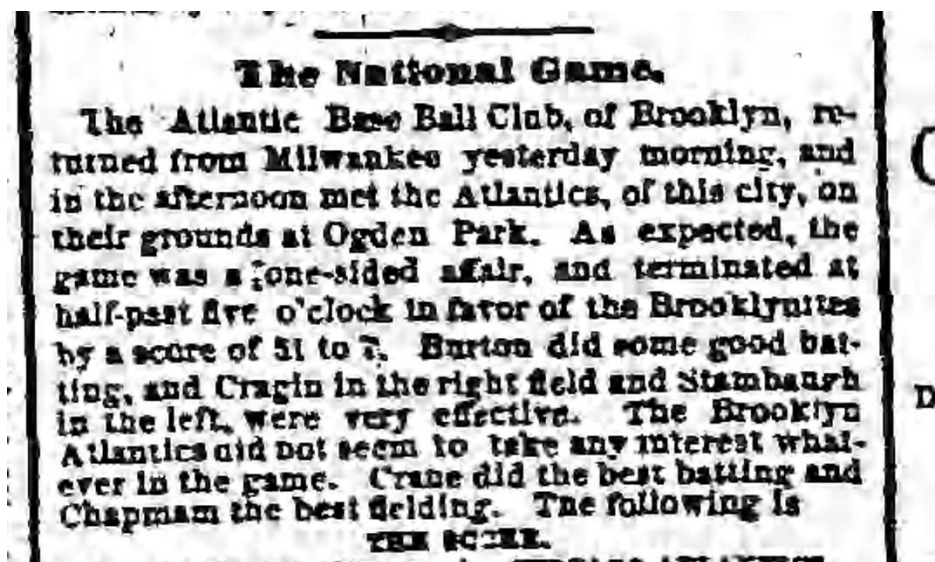 The National Game.
The Atlantic Base Ball Club, of Brooklyn, re-
turned from Milwaukee yesterday morning, and
in the afternoon met the Atlantics, of this city, on
their grounds at Ogden Park. As expected, the
game was a one-sided affair, and terminated at
half-past five o'clock in favor of the Brooklynites
by a score of 51 to 7. Burton did some good bat-
ting, and Cragin in the right field and Stambaugh
in the left, were very effective. The Brooklyn
Atlantics did not seem to take any interest what-
ever in the game. Crane did the best batting and
Chapmam the best fielding. The following is
THE SCORE.